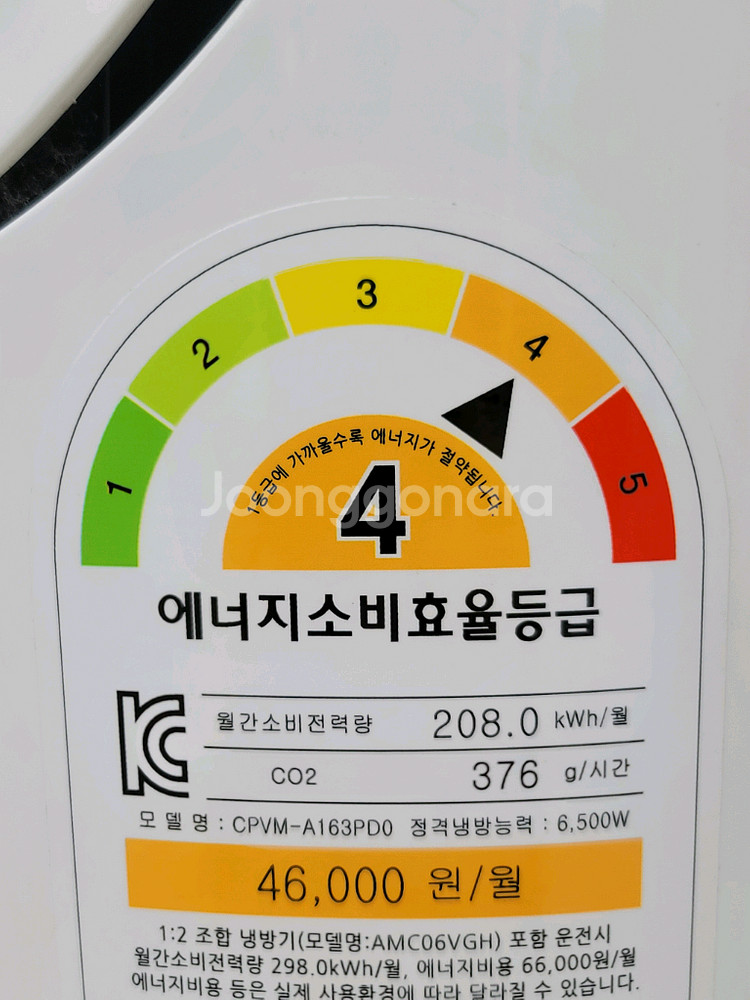 1
2
3
4
5
1등급에 가까울수록 에너지가 절약됩니다.
4
Joonggonara
에너지소비효율등급
월간소비전력량 208.0 kWh/월
CO2 376 g/시간
모델명 : CPVM-A163PD0 정격냉방능력 : 6,500W
46,000 원/월
1:2 조합 냉방기(모델명:AMC06VGH) 포함 운전시
월간소비전력량 298.0kWh/월, 에너지비용 66,000원/월
에너지비용 등은 실제 사용환경에 따라 달라질 수 있습니다.